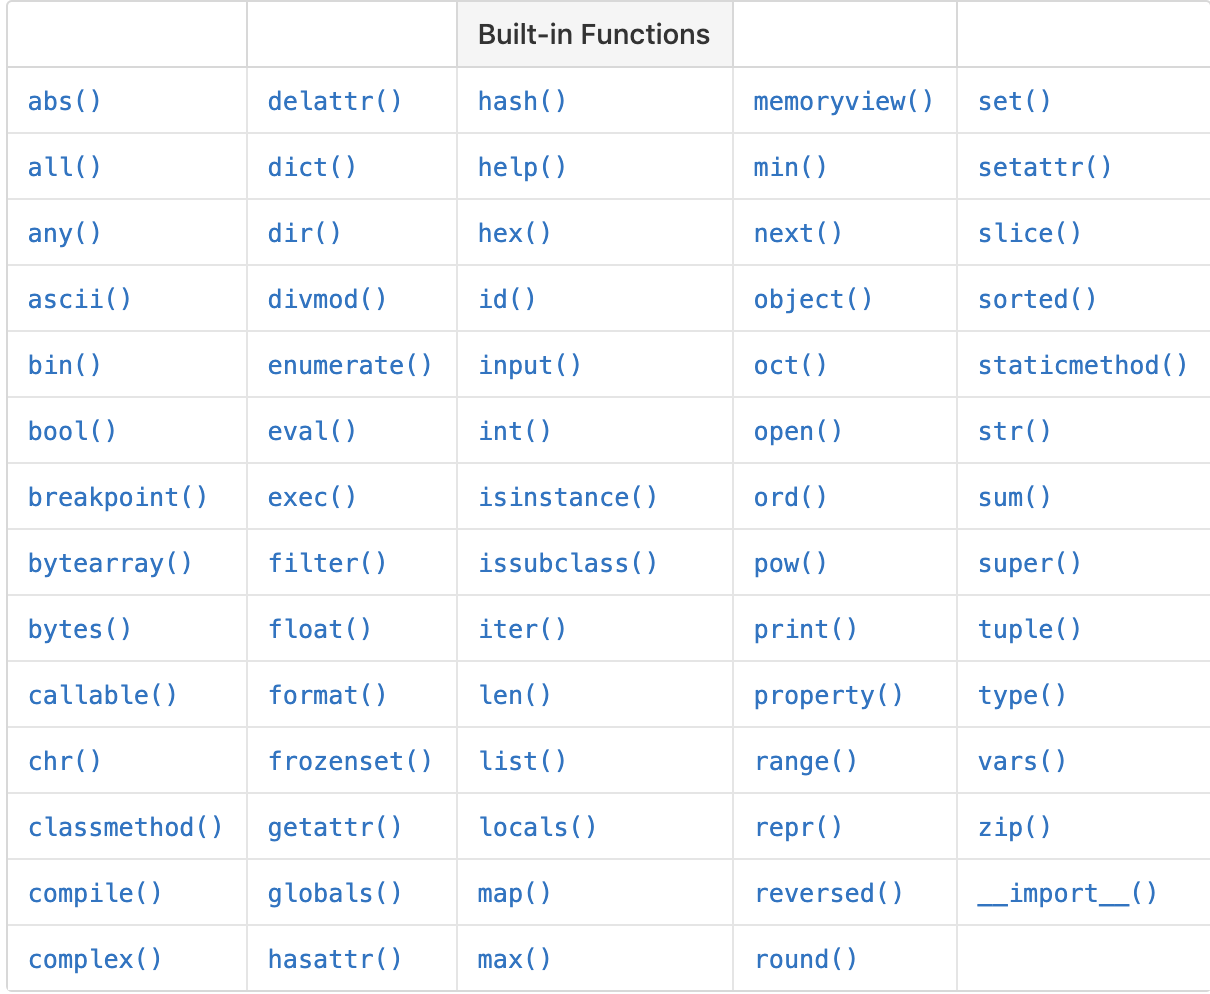 Built-in Functions
abs() delattr() hash() memoryview() set()
all() dict() help() min() setattr()
any() dir() hex() next() slice()
ascii() divmod() id() object() sorted()
bin() enumerate() input() oct() staticmethod()
bool() eval() int() open() str()
breakpoint() exec() isinstance() ord() sum()
bytearray() filter() issubclass() pow() super()
bytes() float() iter() print() tuple()
callable() format() len() property() type()
chr() frozenset() list() range() vars()
classmethod() getattr() locals() repr() zip()
compile() globals() map() reversed() __import__()
complex() hasattr() max() round()